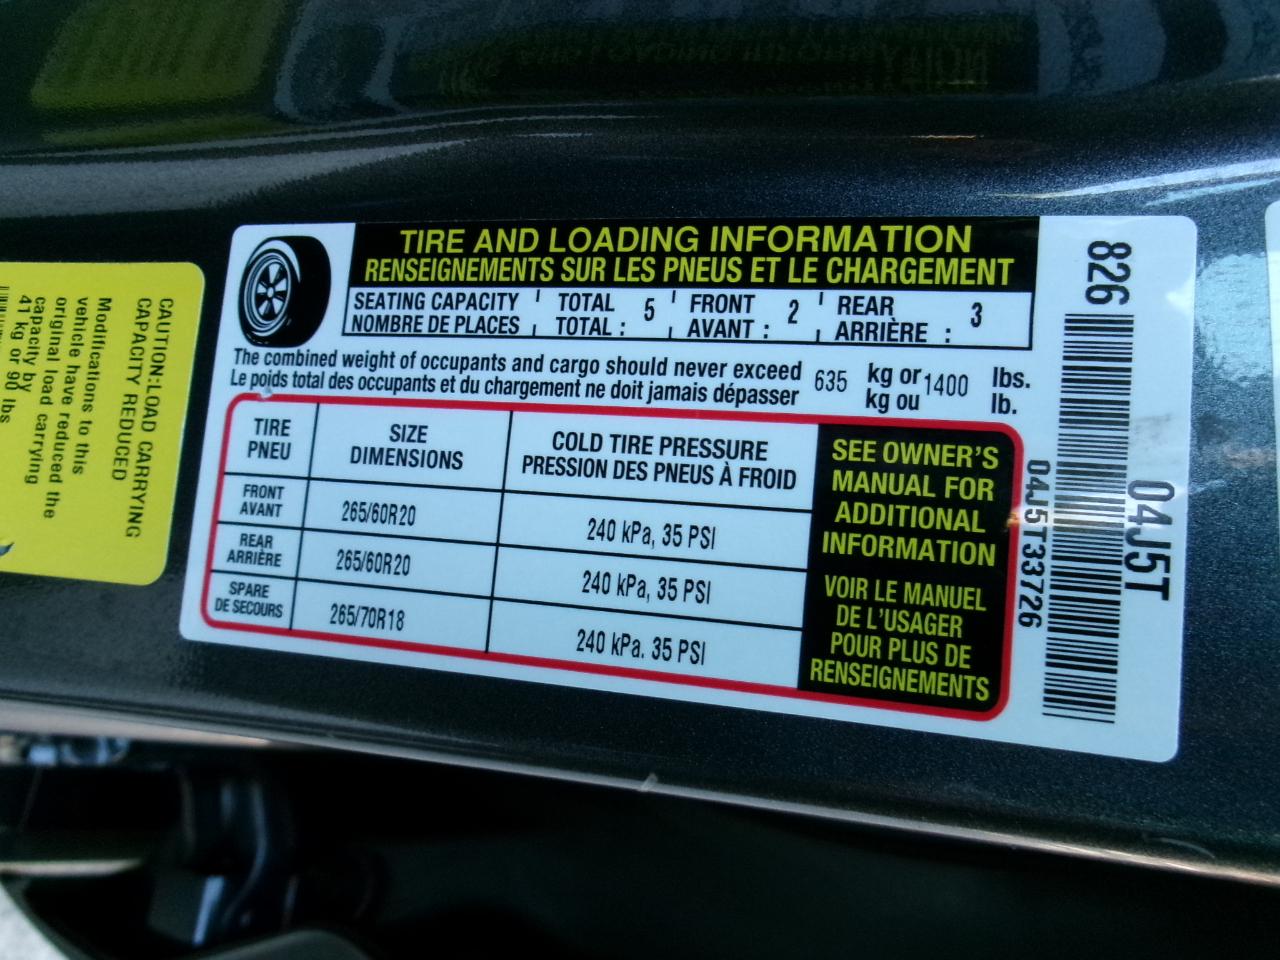 CAUTION:LOAD CARRYING
CAPACITY REDUCED
Modifications to this
vehicle have reduced the
original load carrying
capacity by
41 kg or 90 lbs
TIRE AND LOADING INFORMATION
RENSEIGNEMENTS SUR LES PNEUS ET LE CHARGEMENT
SEATING CAPACITY TOTAL 5 FRONT 2 REAR 3
NOMBRE DE PLACES TOTAL : AVANT : ARRIÈRE :
The combined weight of occupants and cargo should never exceed 635 kg or 1400 lbs.
Le poids total des occupants et du chargement ne doit jamais dépasser kg ou lb.
TIRE
PNEU
SIZE
DIMENSIONS
COLD TIRE PRESSURE
PRESSION DES PNEUS À FROID
FRONT
AVANT
265/60R20
240 kPa, 35 PSI
REAR
ARRIÈRE
265/60R20
240 kPa, 35 PSI
SPARE
DE SECOURS
265/70R18
240 kPa. 35 PSI
SEE OWNER'S
MANUAL FOR
ADDITIONAL
INFORMATION
VOIR LE MANUEL
DE L'USAGER
POUR PLUS DE
RENSEIGNEMENTS
826
04J5T
04J5T33726